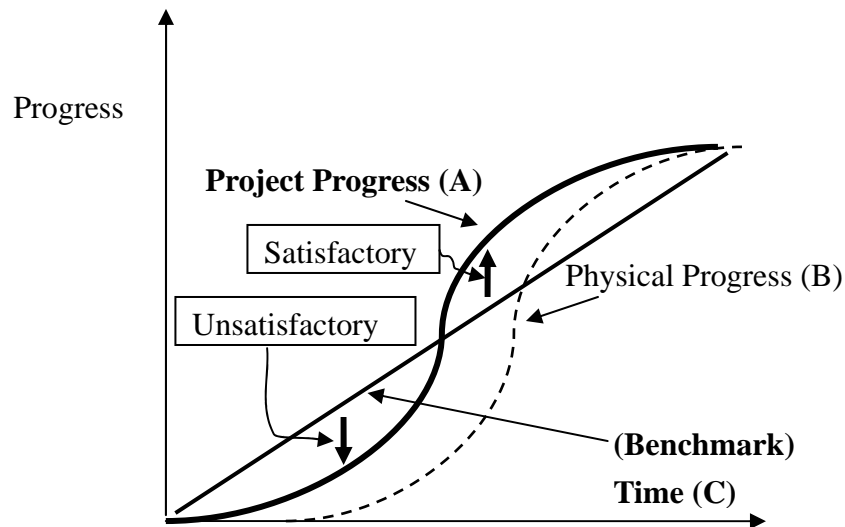 Progress
Project Progress (A)
Satisfactory
Physical Progress (B)
Unsatisfactory
(Benchmark)
Time (C)